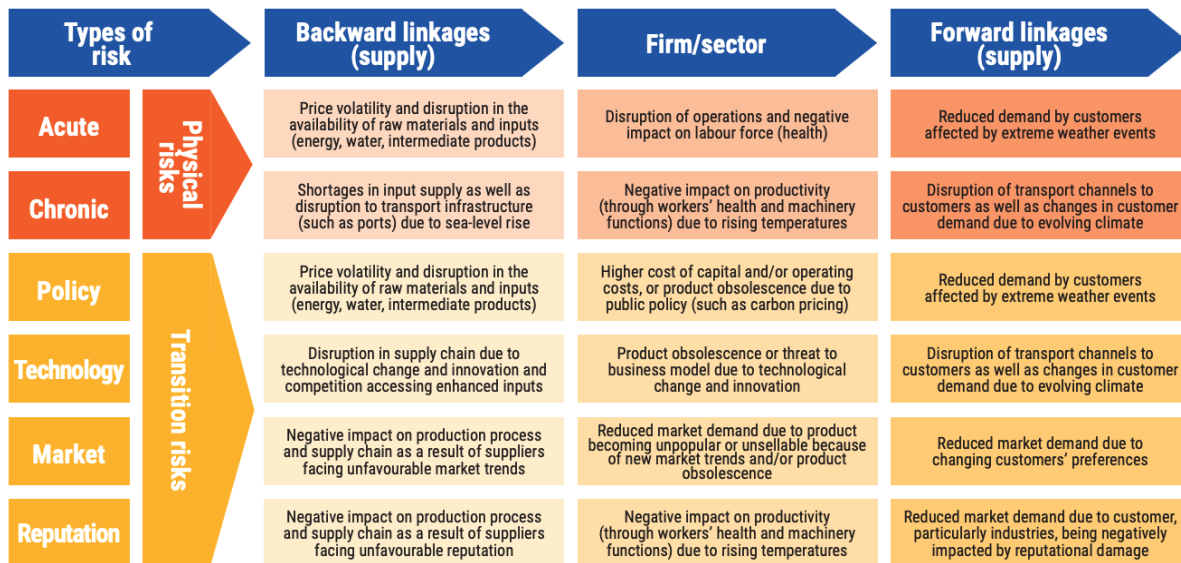 Types of
risk
Backward linkages
(supply)
Firm/sector
Forward linkages
(supply)
Acute
Physical
risks
Price volatility and disruption in the
availability of raw materials and inputs
(energy, water, intermediate products)
Disruption of operations and negative
impact on labour force (health)
Reduced demand by customers
affected by extreme weather events
Chronic
Shortages in input supply as well as
disruption to transport infrastructure
(such as ports) due to sea-level rise
Negative impact on productivity
(through workers’ health and machinery
functions) due to rising temperatures
Disruption of transport channels to
customers as well as changes in customer
demand due to evolving climate
Policy
Transition risks
Price volatility and disruption in the
availability of raw materials and inputs
(energy, water, intermediate products)
Higher cost of capital and/or operating
costs, or product obsolescence due to
public policy (such as carbon pricing)
Reduced demand by customers
affected by extreme weather events
Technology
Disruption in supply chain due to
technological change and innovation and
competition accessing enhanced inputs
Product obsolescence or threat to
business model due to technological
change and innovation
Disruption of transport channels to
customers as well as changes in customer
demand due to evolving climate
Market
Negative impact on production process
and supply chain as a result of suppliers
facing unfavourable market trends
Reduced market demand due to product
becoming unpopular or unsellable because
of new market trends and/or product
obsolescence
Reduced market demand due to
changing customers’ preferences
Reputation
Negative impact on production process
and supply chain as a result of suppliers
facing unfavourable reputation
Negative impact on productivity
(through workers’ health and machinery
functions) due to rising temperatures
Reduced market demand due to customer,
particularly industries, being negatively
impacted by reputational damage